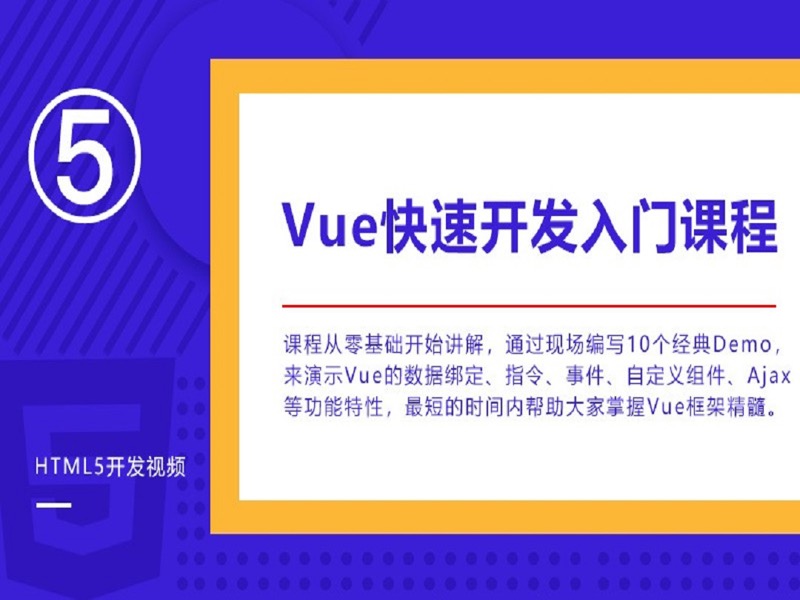 ⑤
Vue快速开发入门课程
课程从零基础开始讲解，通过现场编写10个经典Demo，
来演示Vue的数据绑定、指令、事件、自定义组件、Ajax
等功能特性，最短的时间内帮助大家掌握Vue框架精髓。
HTML5开发视频